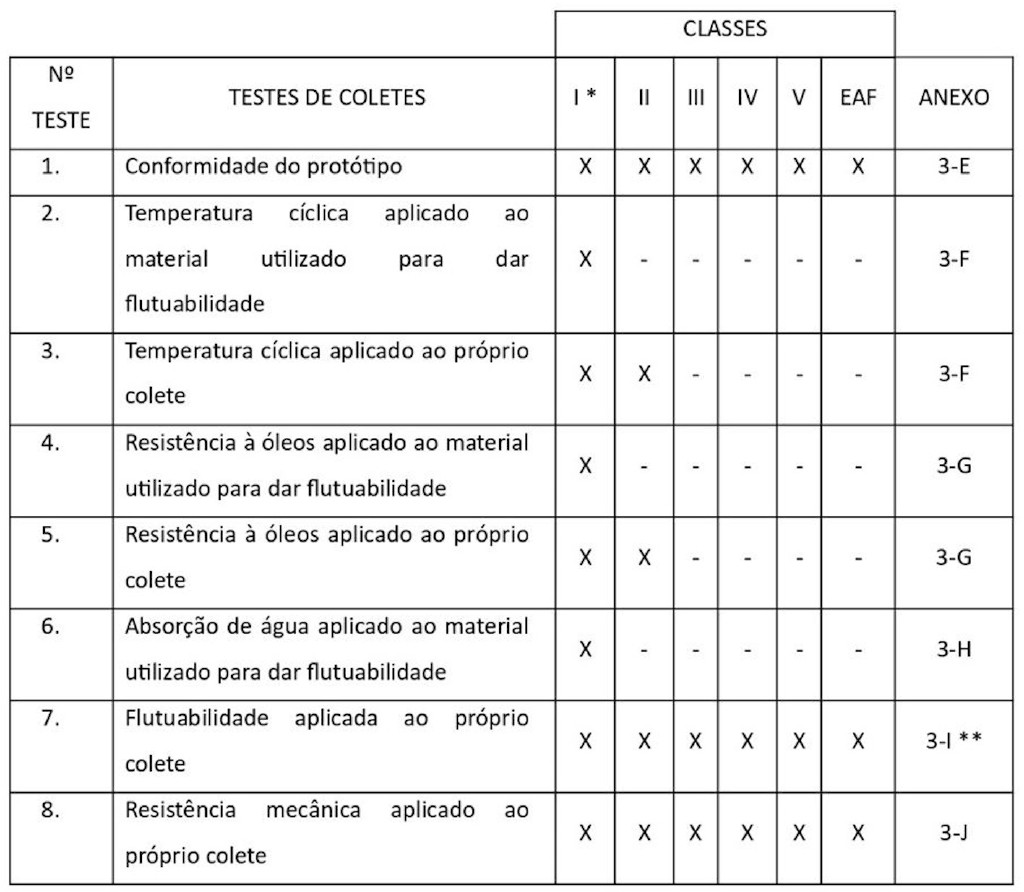 CLASSES
Nº TESTE TESTES DE COLETES I * II III IV V EAF ANEXO
1. Conformidade do protótipo X X X X X X 3-E
2. Temperatura cíclica aplicado ao
material utilizado para dar
flutuabilidade
X - - - - - 3-F
3. Temperatura cíclica aplicado ao próprio
colete
X X - - - - 3-F
4. Resistência à óleos aplicado ao material
utilizado para dar flutuabilidade
X - - - - - 3-G
5. Resistência à óleos aplicado ao próprio
colete
X X - - - - 3-G
6. Absorção de água aplicado ao material
utilizado para dar flutuabilidade
X - - - - - 3-H
7. Flutuabilidade aplicada ao próprio
colete
X X X X X X 3-I **
8. Resistência mecânica aplicado ao
próprio colete
X X X X X X 3-J